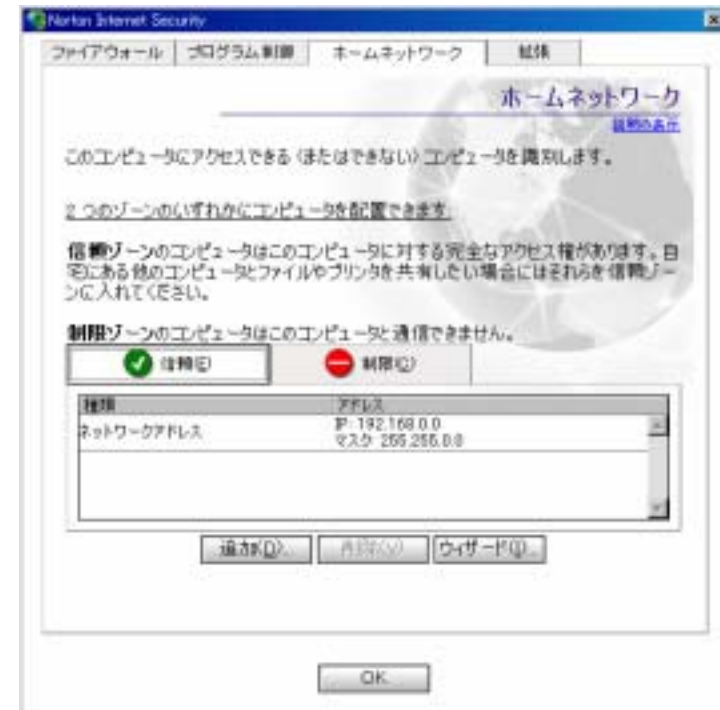 Norton Internet Security
ファイアウォール プログラム制御 ホームネットワーク 拡張
ホームネットワーク
説明の表示
このコンピュータにアクセスできる (またはできない) コンピュータを識別します。
2 つのゾーンのいずれかにコンピュータを配置できます:
信頼ゾーンのコンピュータはこのコンピュータに対する完全なアクセス権があります。自
宅にある他のコンピュータとファイルやプリンタを共有したい場合にはそれらを信頼ゾー
ンに入れてください。
制限ゾーンのコンピュータはこのコンピュータと通信できません。
信頼(E) 制限(C)
種類 アドレス
ネットワークアドレス IP: 192.168.0.0
マスク: 255.255.0.0
追加(D)... 削除(V) ウィザード(I)...
OK